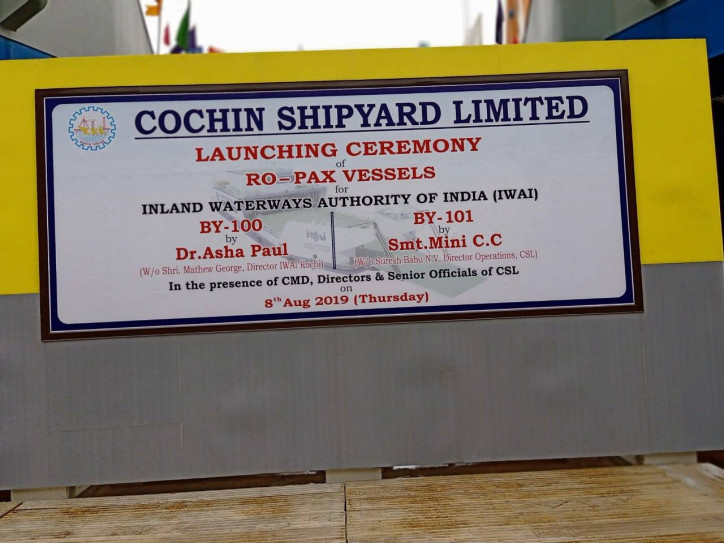 COCHIN SHIPYARD LIMITED
LAUNCHING CEREMONY
of
RO-PAX VESSELS
for
INLAND WATERWAYS AUTHORITY OF INDIA (IWAI)
BY-100
by
Dr.Asha Paul
(W/o Shri. Mathew George, Director IWAI Kochi)
BY-101
by
Smt.Mini C.C
(W/o Suresh Babu N.V, Director Operations, CSL)
In the presence of CMD, Directors & Senior Officials of CSL
on
8th Aug 2019 (Thursday)